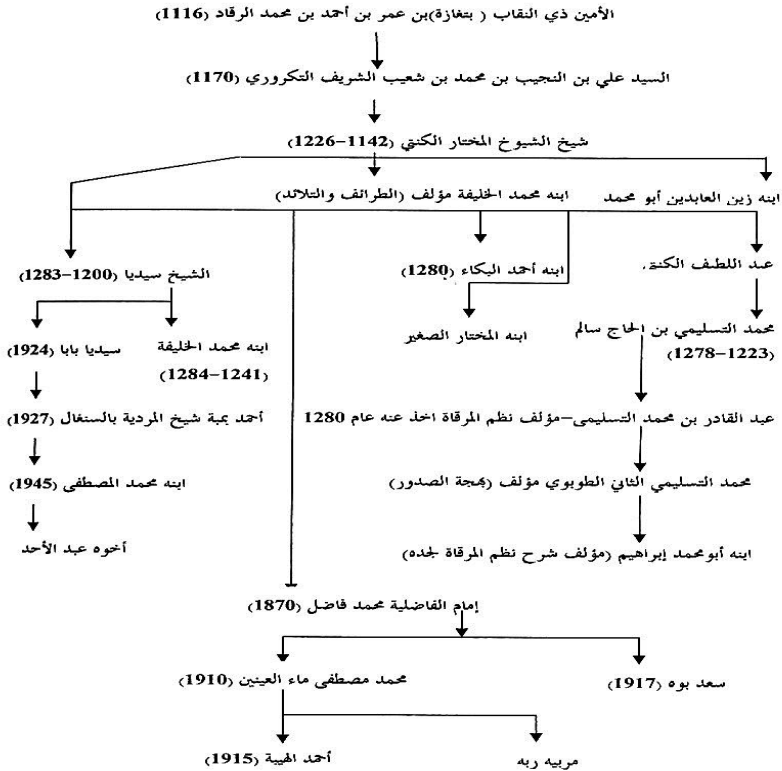 الأمين ذي النقاب ( بتغازة)بن عمر بن أحمد بن محمد الرقاد (1116)
السيد علي بن النجيب بن محمد بن شعيب الشريف التكروري (1170)
شيخ الشيوخ المختار الكنتي (1142–1226)
ابنه زين العابدين أبو محمد
ابنه محمد الخليفة مؤلف (الطرائف والتلائد)
عبد اللطيف الكنتي
ابنه أحمد البكاء (1280)
الشيخ سيديا (1200–1283)
محمد التسليمي بن الحاج سالم
(1223–1278)
ابنه المختار الصغير
ابنه محمد الخليفة
(1241–1284)
سيديا بابا (1924)
عبد القادر بن محمد التسليمى–مؤلف نظم المرقاة اخذ عنه عام 1280
أحمد بمبة شيخ المردية بالسنغال (1927)
محمد التسليمي الثاني الطوبوي مؤلف (بهجة الصدور)
ابنه محمد المصطفى (1945)
ابنه أبومحمد إبراهيم (مؤلف شرح نظم المرقاة لجده)
أخوه عبد الأحد
إمام الفاضلية محمد فاضل (1870)
سعد بوه (1917)
محمد مصطفى ماء العينين (1910)
مربيه ربه
أحمد الهيبة (1915)